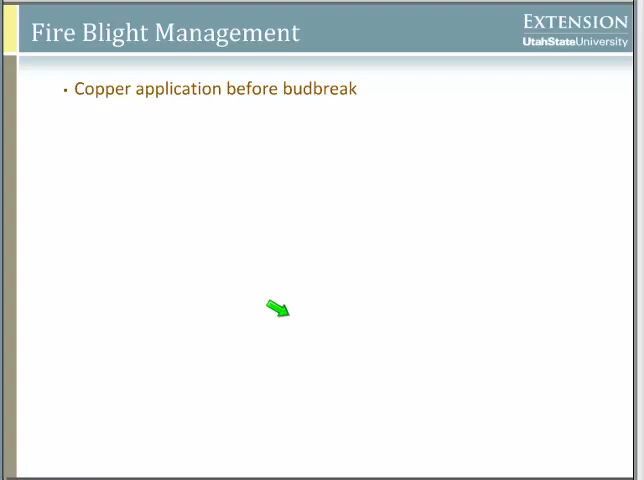 Fire Blight Management
EXTENSION
UtahStateUniversity
▪ Copper application before budbreak